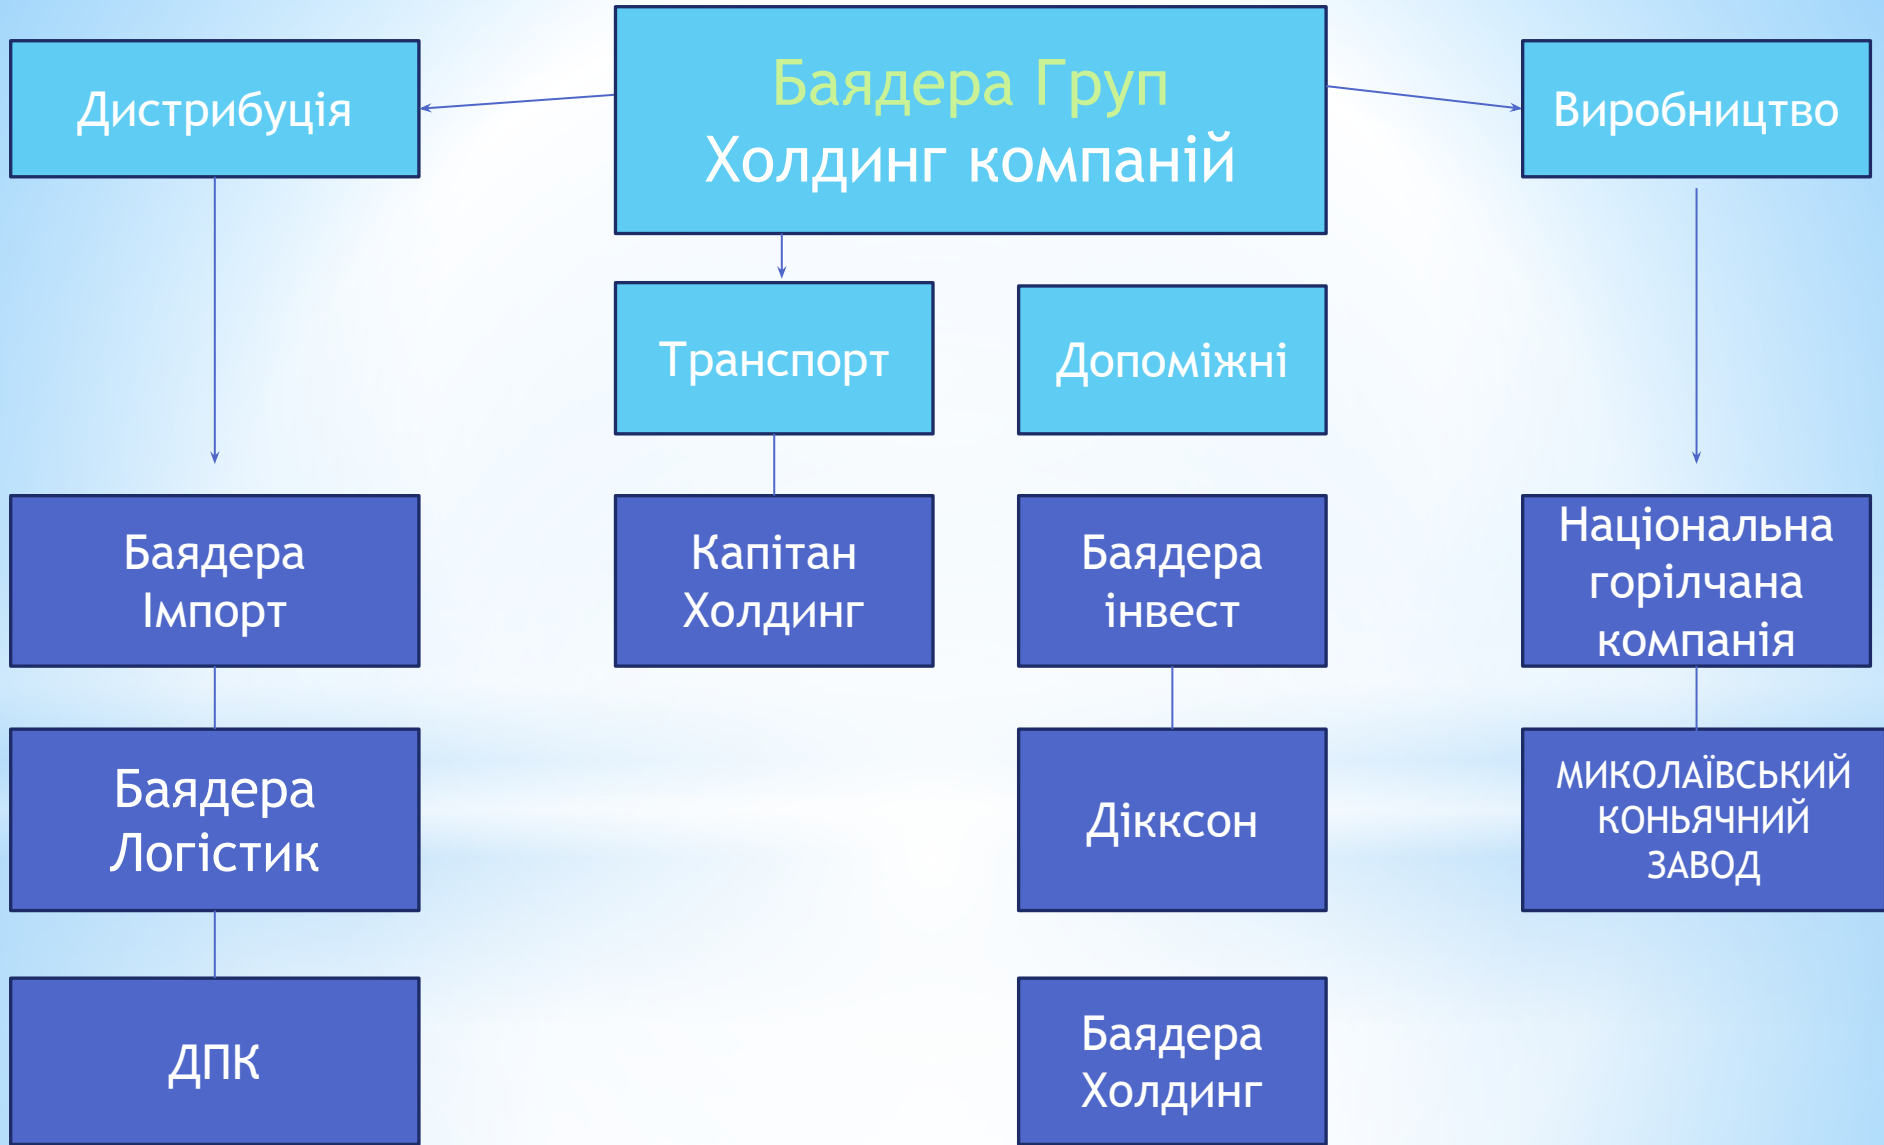 Баядера Груп
Холдинг компаній
Дистрибуція
Виробництво
Транспорт
Допоміжні
Баядера
Імпорт
Капітан
Холдинг
Баядера
інвест
Національна
горілчана
компанія
Баядера
Логістик
Дікксон
МИКОЛАЇВСЬКИЙ
КОНЬЯЧНИЙ
ЗАВОД
ДПК
Баядера
Холдинг